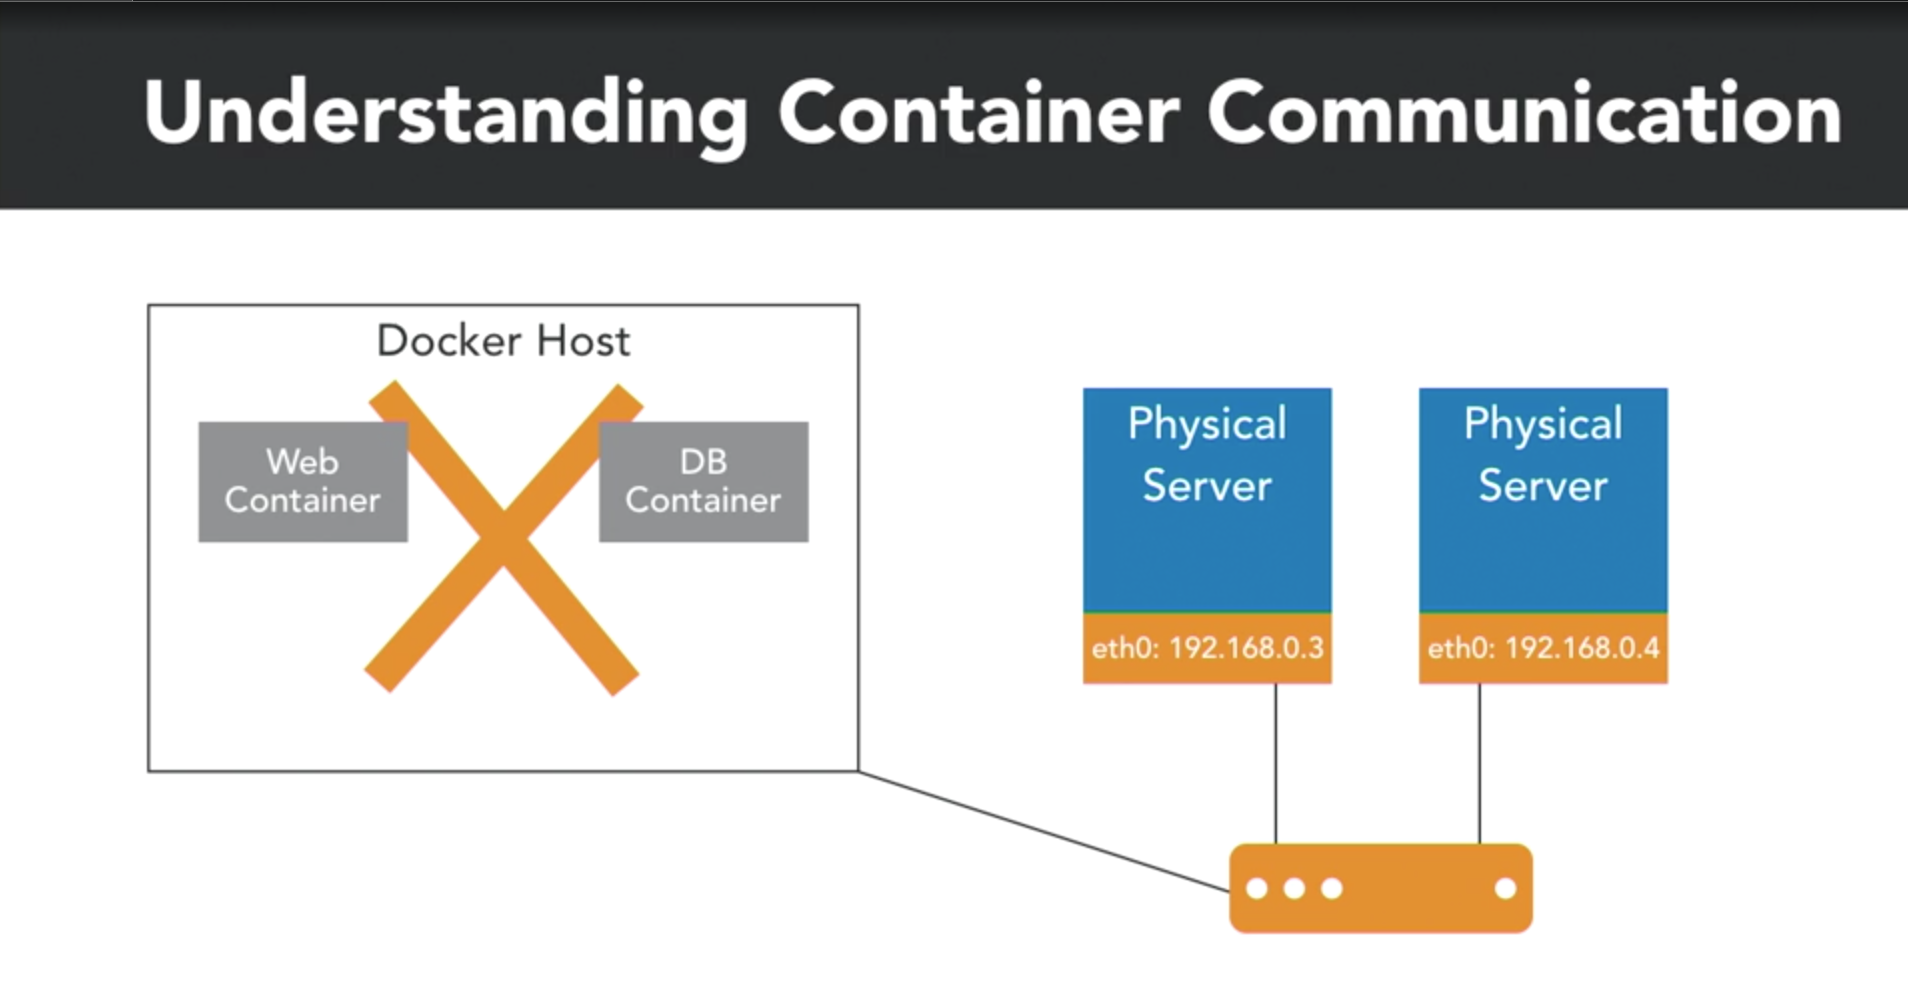 Understanding Container Communication
Docker Host
Web
Container
DB
Container
Physical
Server
eth0: 192.168.0.3
Physical
Server
eth0: 192.168.0.4